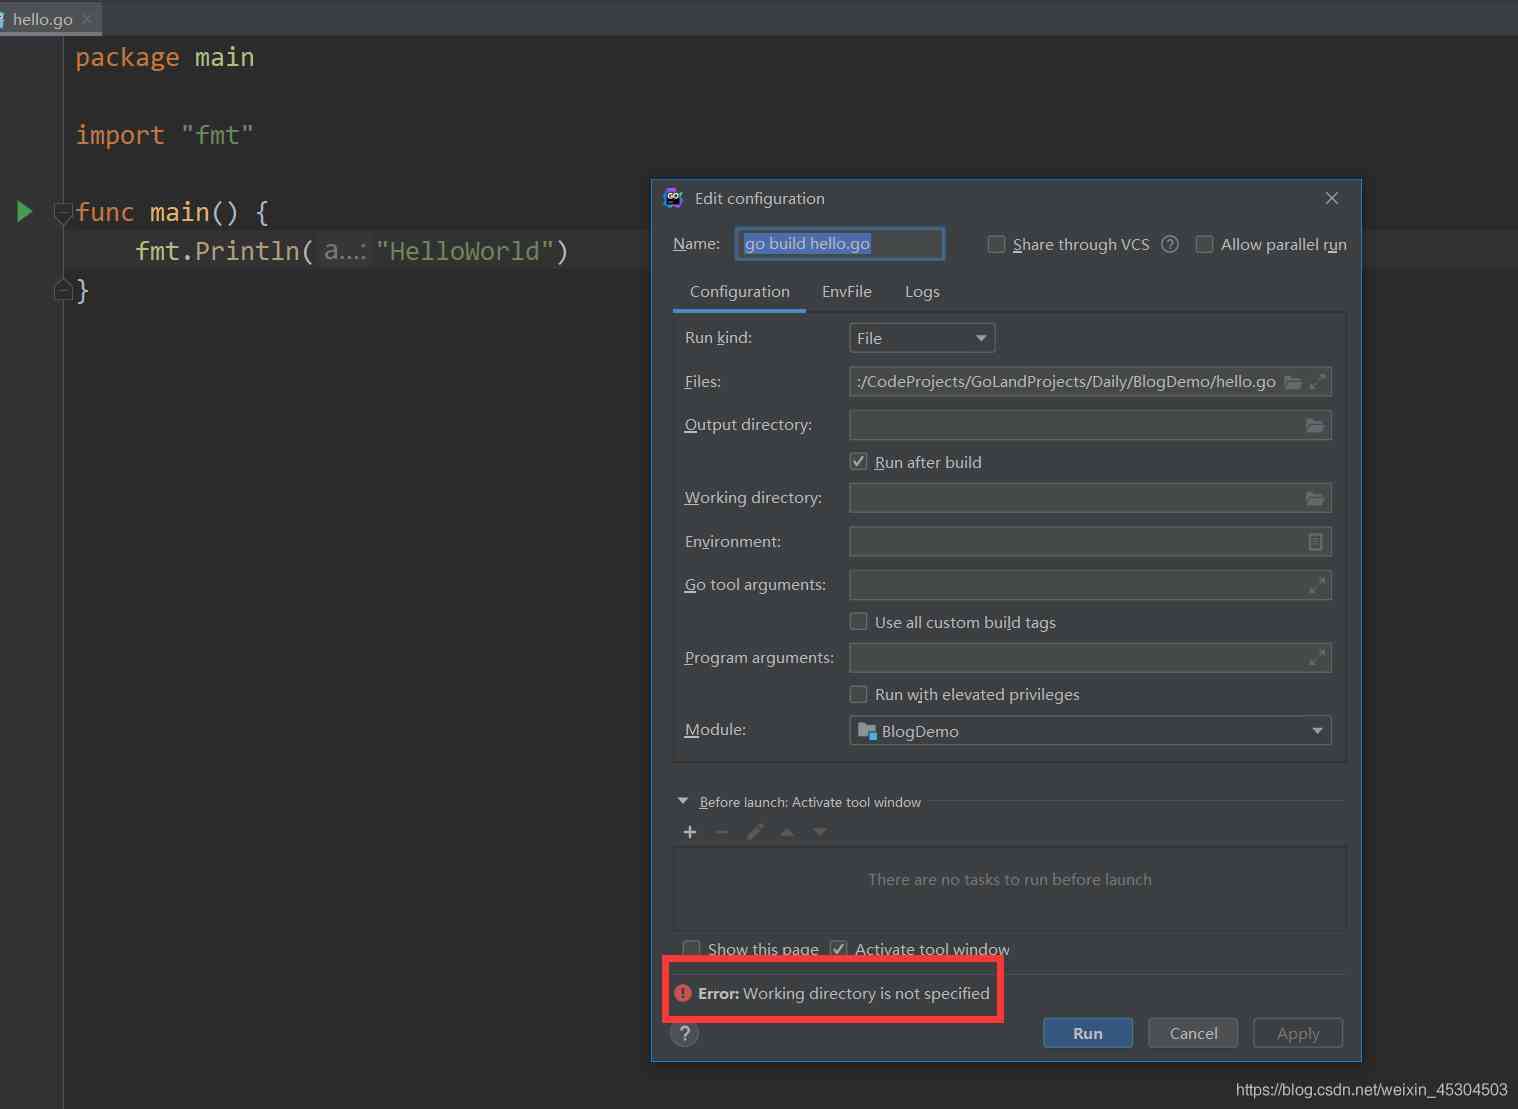 hello.go
package main
import "fmt"
func main() {
fmt.Println( a...: "HelloWorld")
}
GO
Edit configuration
Name: go build hello.go Share through VCS ? Allow parallel run
Configuration EnvFile Logs
Run kind: File
Files: :/CodeProjects/GoLandProjects/Daily/BlogDemo/hello.go
Output directory:
Run after build
Working directory:
Environment:
Go tool arguments:
Use all custom build tags
Program arguments:
Run with elevated privileges
Module: BlogDemo
Before launch: Activate tool window
There are no tasks to run before launch
Show this page Activate tool window
Error: Working directory is not specified
? Run Cancel Apply
https://blog.csdn.net/weixin_45304503